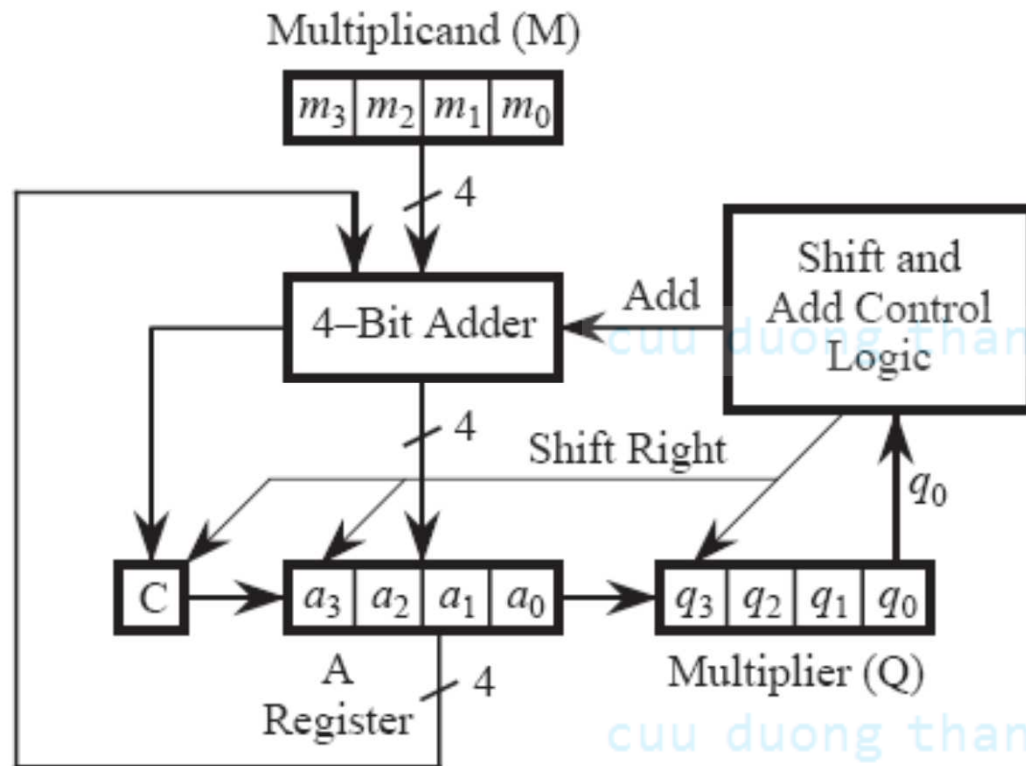 Multiplicand (M)
m3 m2 m1 m0
4
4–Bit Adder
Add
Shift and
Add Control
Logic
cuu duong than
4
Shift Right
q0
C
a3 a2 a1 a0
q3 q2 q1 q0
A
Register
4
Multiplier (Q)
cuu duong than